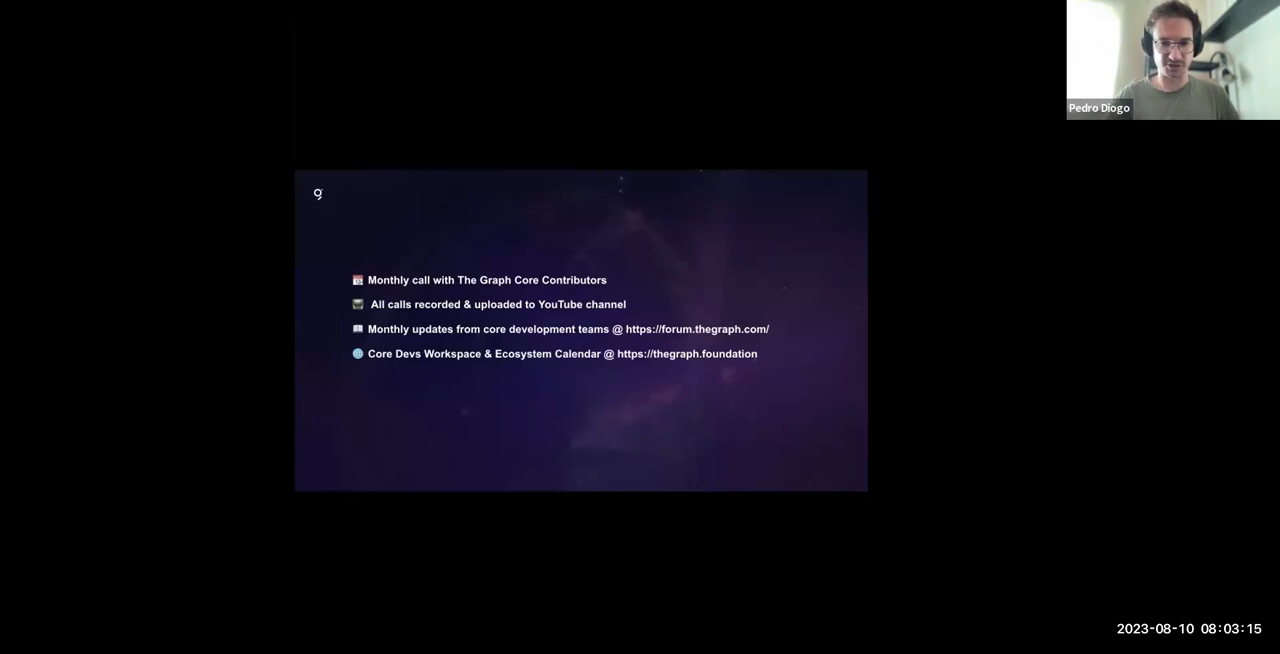 Pedro Diogo
Monthly call with The Graph Core Contributors
All calls recorded & uploaded to YouTube channel
Monthly updates from core development teams @ https://forum.thegraph.com/
Core Devs Workspace & Ecosystem Calendar @ https://thegraph.foundation
2023-08-10 08:03:15